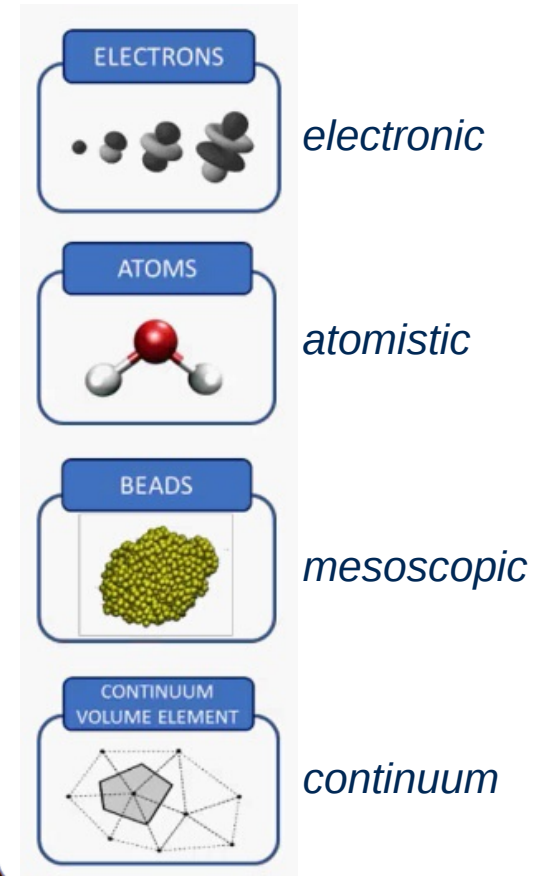 ELECTRONS
electronic
ATOMS
atomistic
BEADS
mesoscopic
CONTINUUM
VOLUME ELEMENT
continuum